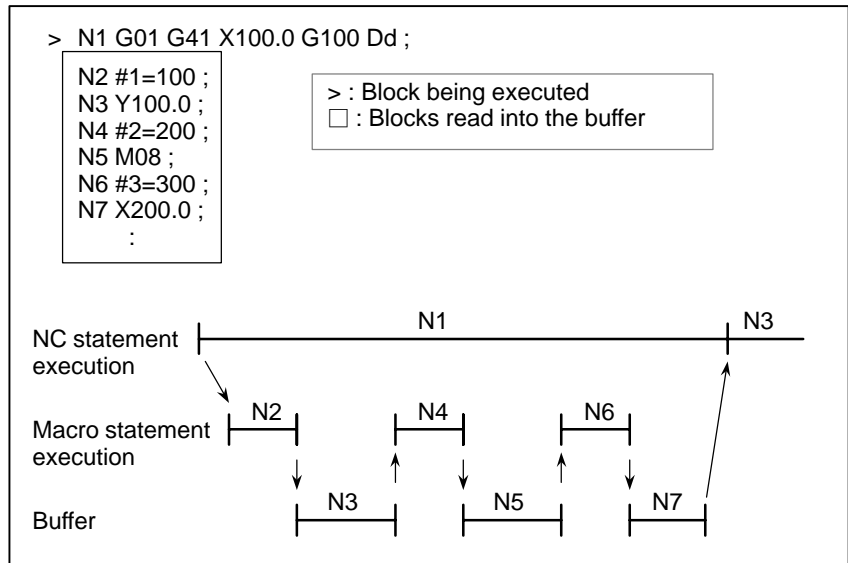 > N1 G01 G41 X100.0 G100 Dd ;
N2 #1=100 ;
N3 Y100.0 ;
N4 #2=200 ;
N5 M08 ;
N6 #3=300 ;
N7 X200.0 ;
:
> : Block being executed
□ : Blocks read into the buffer
N1 N3
NC statement
execution
N2 N4 N6
Macro statement
execution
N3 N5 N7
Buffer